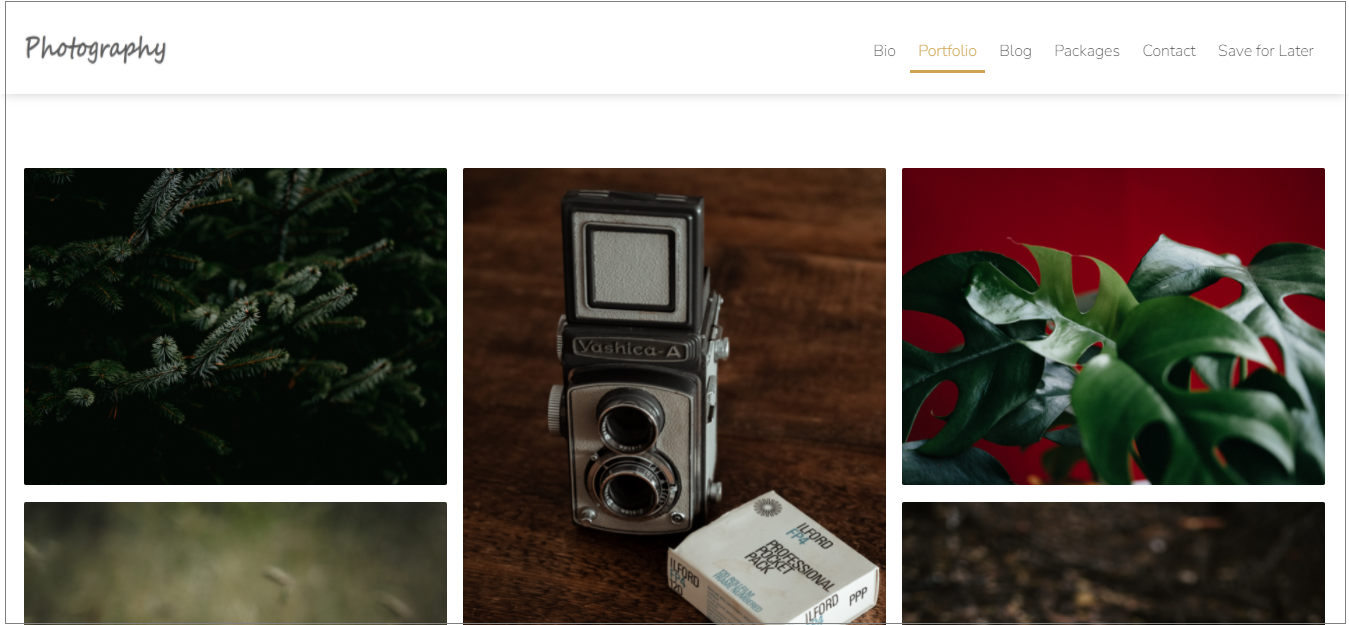 Photography
Bio
Portfolio
Blog
Packages
Contact
Save for Later
Yashica-A
ILFORD
FP4
PROFESSIONAL
POCKET
PACK
ILFORD
FP4
120
ILFORD
PPP